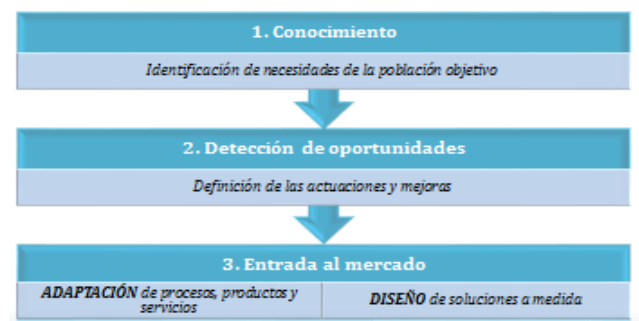 1. Conocimiento
Identificación de necesidades de la población objetivo
2. Detección de oportunidades
Definición de las actuaciones y mejoras
3. Entrada al mercado
ADAPTACIÓN de procesos, productos y
servicios
DISEÑO de soluciones a medida